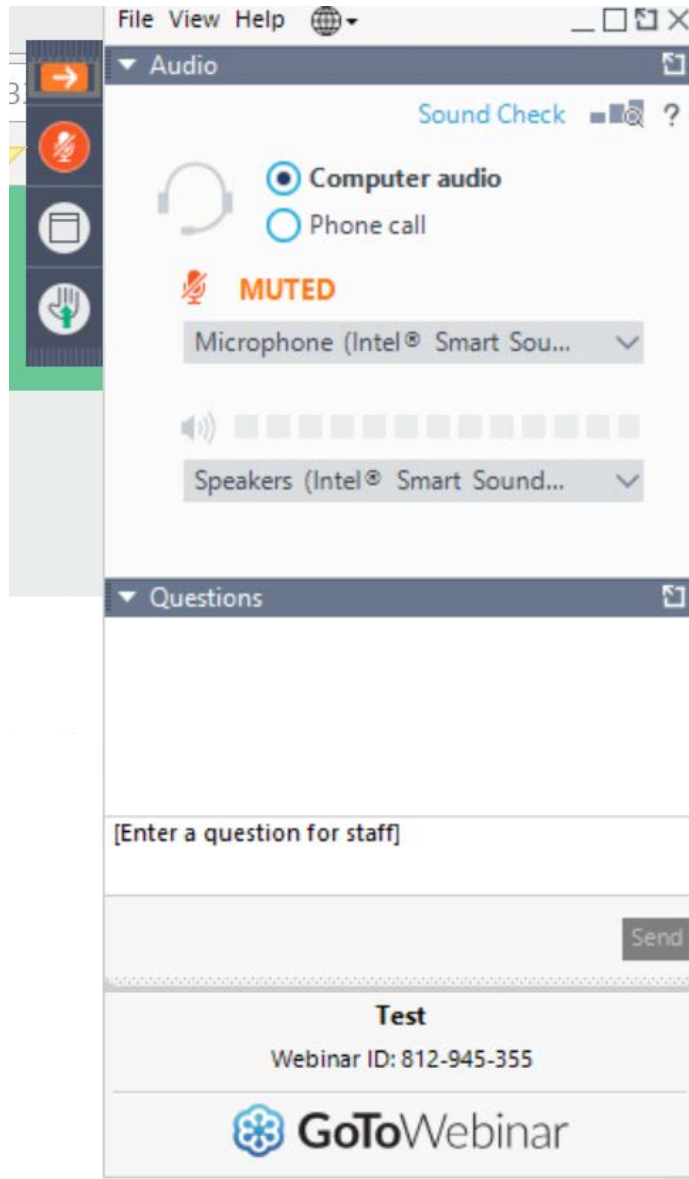 File View Help
Audio
Sound Check ?
Computer audio
Phone call
MUTED
Microphone (Intel® Smart Sou...
Speakers (Intel® Smart Sound...
Questions
[Enter a question for staff]
Send
Test
Webinar ID: 812-945-355
GoToWebinar